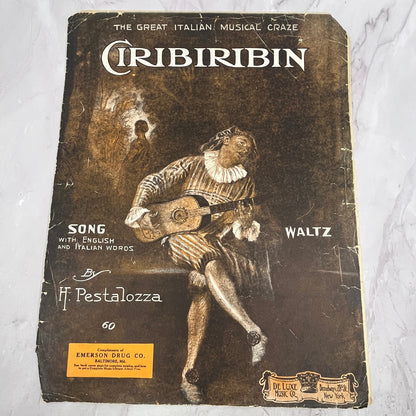 THE GREAT ITALIAN MUSICAL CRAZE
CIRIBIRIBIN
SONG
WITH ENGLISH
AND ITALIAN WORDS
WALTZ
By
H. Pestalozza
60
Compliments of
EMERSON DRUG CO.
BALTIMORE, MD.
DE LUXE
MUSIC CO.
New York